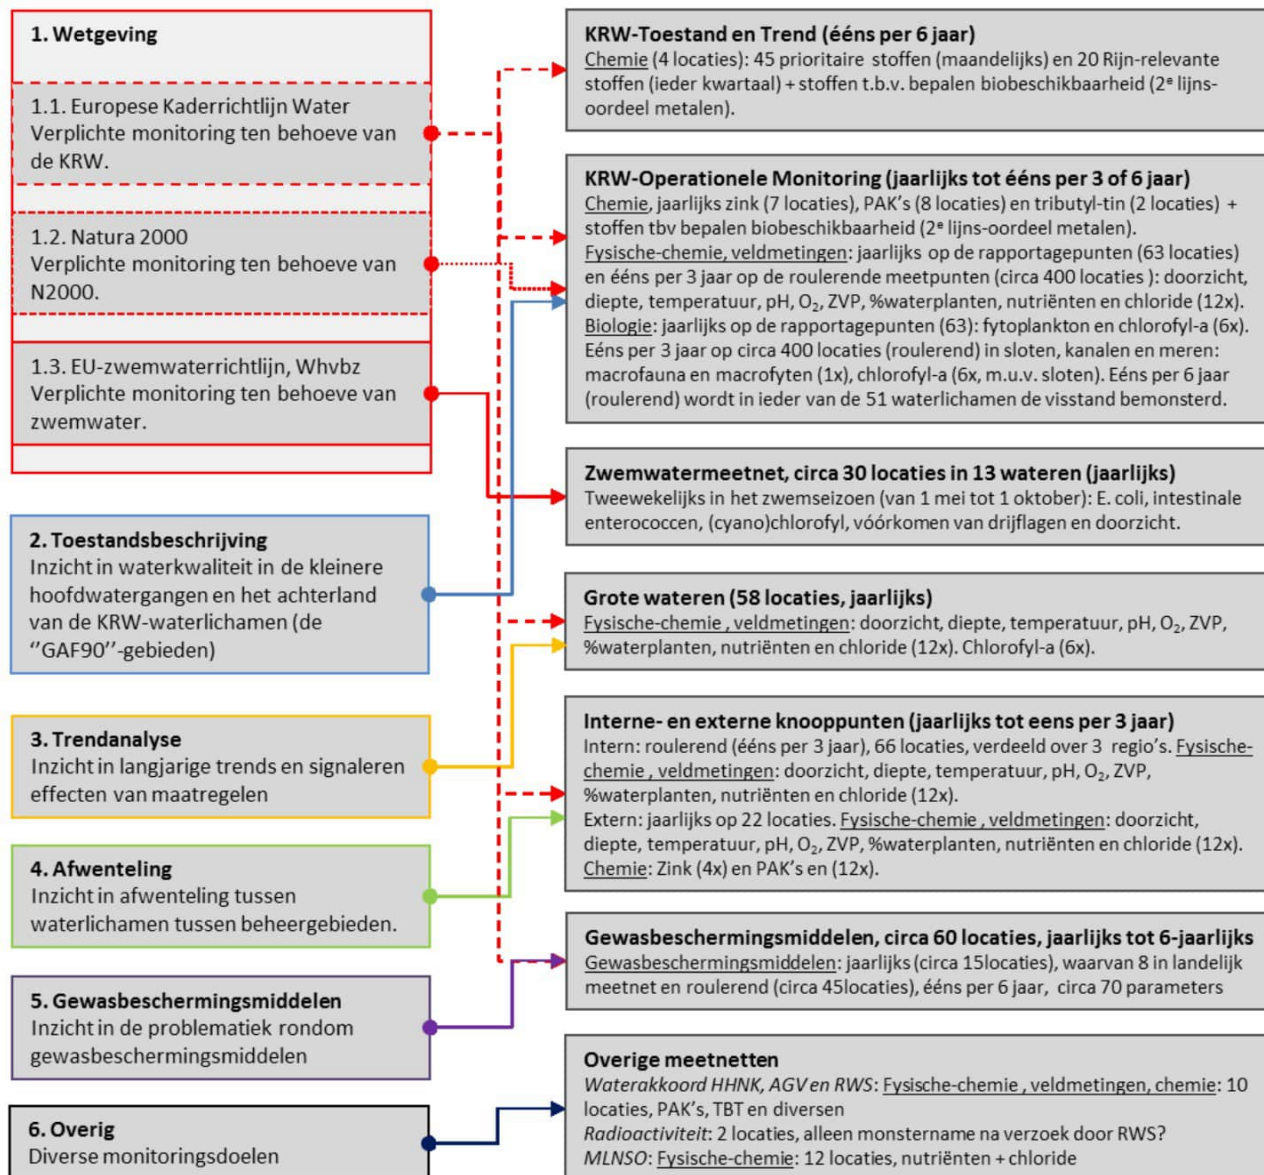 1. Wetgeving
1.1. Europese Kaderrichtlijn Water
Verplichte monitoring ten behoeve van
de KRW.
1.2. Natura 2000
Verplichte monitoring ten behoeve van
N2000.
1.3. EU-zwemwaterrichtlijn, Whvbz
Verplichte monitoring ten behoeve van
zwemwater.
2. Toestandsbeschrijving
Inzicht in waterkwaliteit in de kleinere
hoofdwatergangen en het achterland
van de KRW-waterlichamen (de
‘’GAF90’’-gebieden)
3. Trendanalyse
Inzicht in langjarige trends en signaleren
effecten van maatregelen
4. Afwenteling
Inzicht in afwenteling tussen
waterlichamen tussen beheergebieden.
5. Gewasbeschermingsmiddelen
Inzicht in de problematiek rondom
gewasbeschermingsmiddelen
6. Overig
Diverse monitoringsdoelen
KRW-Toestand en Trend (ééns per 6 jaar)
Chemie (4 locaties): 45 prioritaire stoffen (maandelijks) en 20 Rijn-relevante
stoffen (ieder kwartaal) + stoffen t.b.v. bepalen biobeschikbaarheid (2e lijns-
oordeel metalen).
KRW-Operationele Monitoring (jaarlijks tot ééns per 3 of 6 jaar)
Chemie, jaarlijks zink (7 locaties), PAK’s (8 locaties) en tributyl-tin (2 locaties) +
stoffen tbv bepalen biobeschikbaarheid (2e lijns-oordeel metalen).
Fysische-chemie, veldmetingen: jaarlijks op de rapportagepunten (63 locaties)
en ééns per 3 jaar op de roulerende meetpunten (circa 400 locaties ): doorzicht,
diepte, temperatuur, pH, O2, ZVP, %waterplanten, nutriënten en chloride (12x).
Biologie: jaarlijks op de rapportagepunten (63): fytoplankton en chlorofyl-a (6x).
Eéns per 3 jaar op circa 400 locaties (roulerend) in sloten, kanalen en meren:
macrofauna en macrofyten (1x), chlorofyl-a (6x, m.u.v. sloten). Eéns per 6 jaar
(roulerend) wordt in ieder van de 51 waterlichamen de visstand bemonsterd.
Zwemwatermeetnet, circa 30 locaties in 13 wateren (jaarlijks)
Tweewekelijks in het zwemseizoen (van 1 mei tot 1 oktober): E. coli, intestinale
enterococcen, (cyano)chlorofyl, vóórkomen van drijflagen en doorzicht.
Grote wateren (58 locaties, jaarlijks)
Fysische-chemie , veldmetingen: doorzicht, diepte, temperatuur, pH, O2, ZVP,
%waterplanten, nutriënten en chloride (12x). Chlorofyl-a (6x).
Interne- en externe knooppunten (jaarlijks tot eens per 3 jaar)
Intern: roulerend (ééns per 3 jaar), 66 locaties, verdeeld over 3 regio’s. Fysische-
chemie , veldmetingen: doorzicht, diepte, temperatuur, pH, O2, ZVP,
%waterplanten, nutriënten en chloride (12x).
Extern: jaarlijks op 22 locaties. Fysische-chemie , veldmetingen: doorzicht,
diepte, temperatuur, pH, O2, ZVP, %waterplanten, nutriënten en chloride (12x).
Chemie: Zink (4x) en PAK’s en (12x).
Gewasbeschermingsmiddelen, circa 60 locaties, jaarlijks tot 6-jaarlijks
Gewasbeschermingsmiddelen: jaarlijks (circa 15locaties), waarvan 8 in landelijk
meetnet en roulerend (circa 45locaties), ééns per 6 jaar, circa 70 parameters
Overige meetnetten
Waterakkoord HHNK, AGV en RWS: Fysische-chemie , veldmetingen, chemie: 10
locaties, PAK’s, TBT en diversen
Radioactiviteit: 2 locaties, alleen monstername na verzoek door RWS?
MLNSO: Fysische-chemie: 12 locaties, nutriënten + chloride